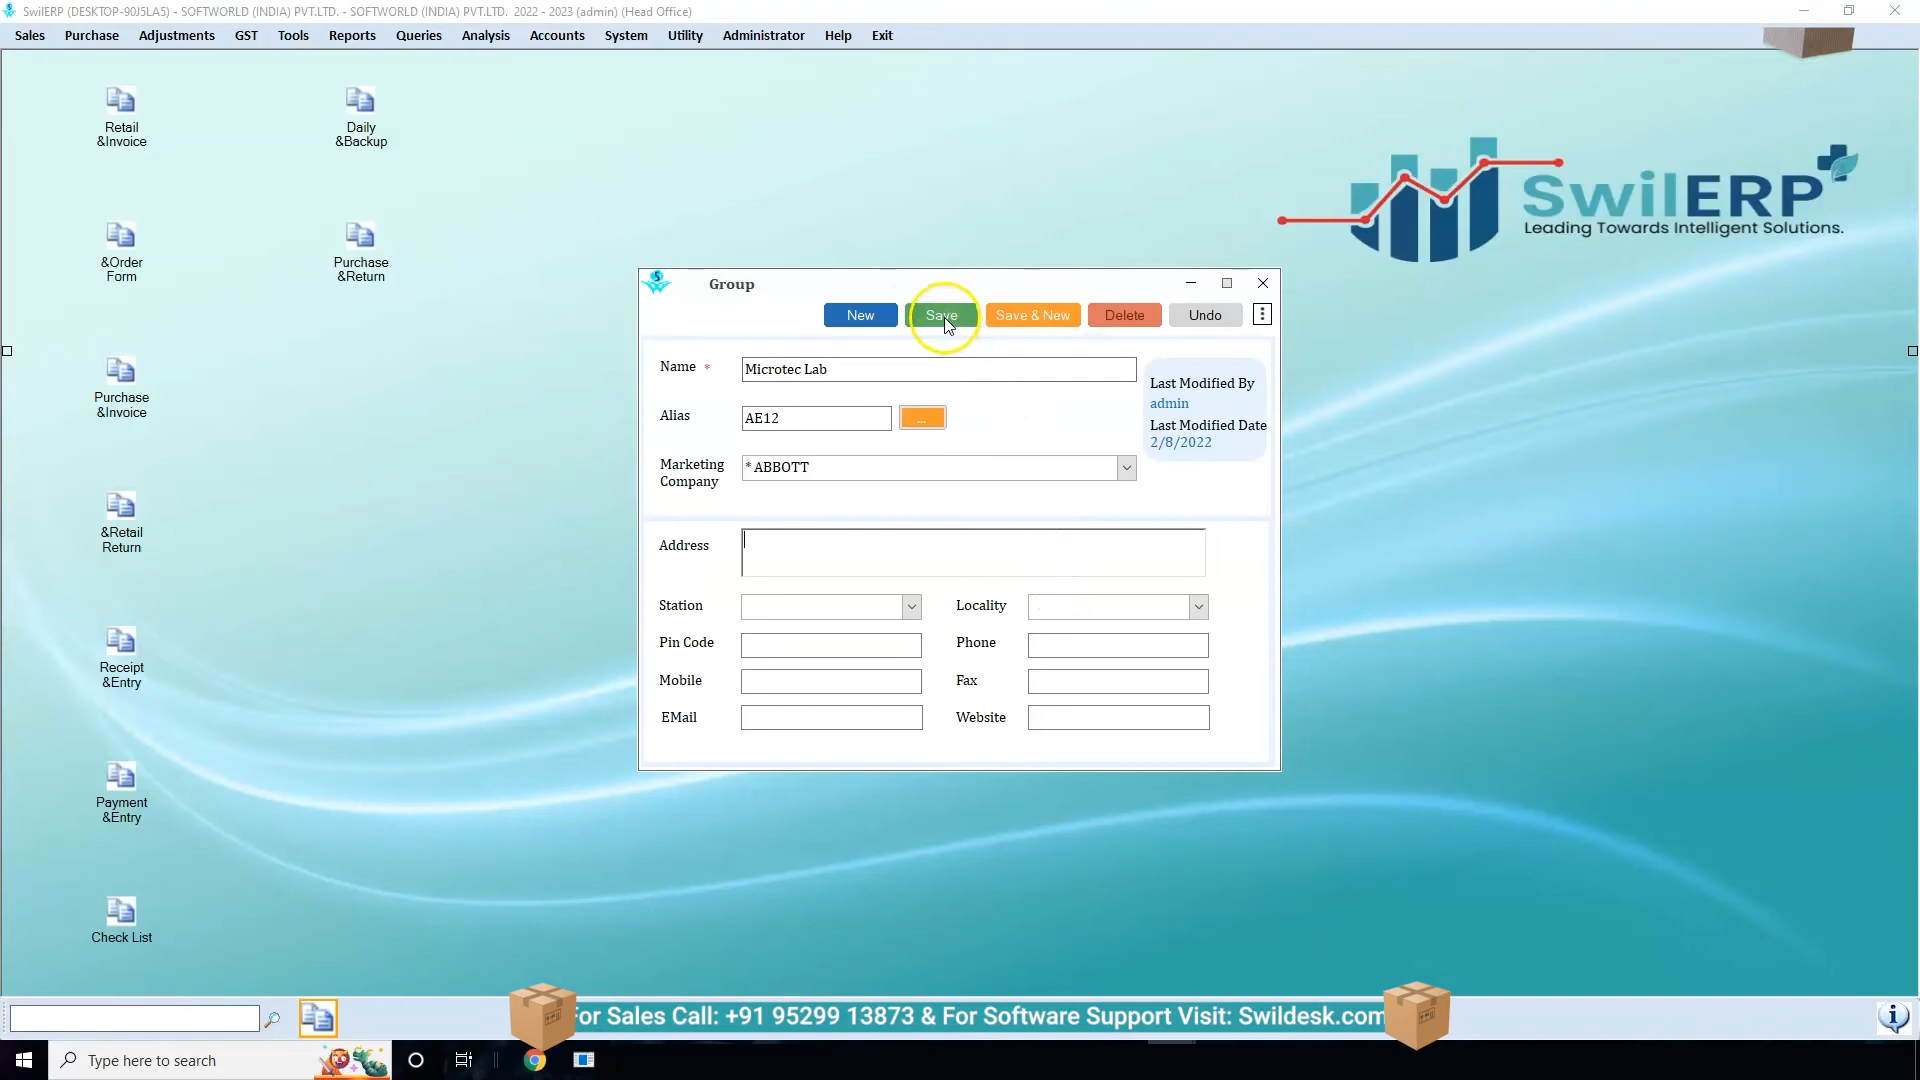 SwilERP (DESKTOP-90J5LA5) - SOFTWORLD (INDIA) PVT.LTD. - SOFTWORLD (INDIA) PVT.LTD. 2022 - 2023 (admin) (Head Office)
Sales Purchase Adjustments GST Tools Reports Queries Analysis Accounts System Utility Administrator Help Exit
Retail
&Invoice
Daily
&Backup
&Order
Form
Purchase
&Return
Purchase
&Invoice
&Retail
Return
Receipt
&Entry
Payment
&Entry
Check List
SwilERP
Leading Towards Intelligent Solutions.
Group
New Save Save & New Delete Undo
Name * Microtec Lab
Alias AE12 ...
Marketing
Company
* ABBOTT
Last Modified By
admin
Last Modified Date
2/8/2022
Address
Station Locality
Pin Code Phone
Mobile Fax
EMail Website
For Sales Call: +91 95299 13873 & For Software Support Visit: Swildesk.com
Type here to search